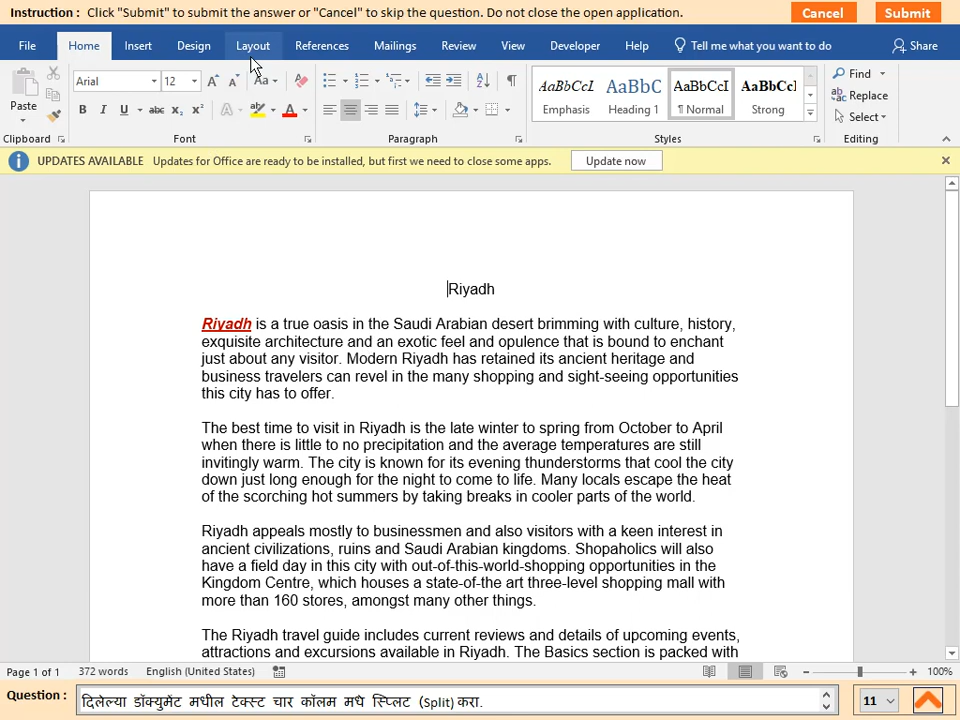 Instruction : Click "Submit" to submit the answer or "Cancel" to skip the question. Do not close the open application.
Cancel
Submit
File Home Insert Design Layout References Mailings Review View Developer Help Tell me what you want to do Share
Paste
Arial
12
Aa
A
B I U abc x₂ x² A A
AaBbCcI
Emphasis
AaBbC
Heading 1
AaBbCcI
¶ Normal
AaBbCcI
Strong
Find
Replace
Select
Clipboard Font Paragraph Styles Editing
UPDATES AVAILABLE Updates for Office are ready to be installed, but first we need to close some apps. Update now
Riyadh
Riyadh is a true oasis in the Saudi Arabian desert brimming with culture, history,
exquisite architecture and an exotic feel and opulence that is bound to enchant
just about any visitor. Modern Riyadh has retained its ancient heritage and
business travelers can revel in the many shopping and sight-seeing opportunities
this city has to offer.
The best time to visit in Riyadh is the late winter to spring from October to April
when there is little to no precipitation and the average temperatures are still
invitingly warm. The city is known for its evening thunderstorms that cool the city
down just long enough for the night to come to life. Many locals escape the heat
of the scorching hot summers by taking breaks in cooler parts of the world.
Riyadh appeals mostly to businessmen and also visitors with a keen interest in
ancient civilizations, ruins and Saudi Arabian kingdoms. Shopaholics will also
have a field day in this city with out-of-this-world-shopping opportunities in the
Kingdom Centre, which houses a state-of-the art three-level shopping mall with
more than 160 stores, amongst many other things.
The Riyadh travel guide includes current reviews and details of upcoming events,
attractions and excursions available in Riyadh. The Basics section is packed with
Page 1 of 1 372 words English (United States) 100%
Question : दिलेल्या डॉक्युमेंट मधील टेक्स्ट चार कॉलम मधे स्प्लिट (Split) करा. 11